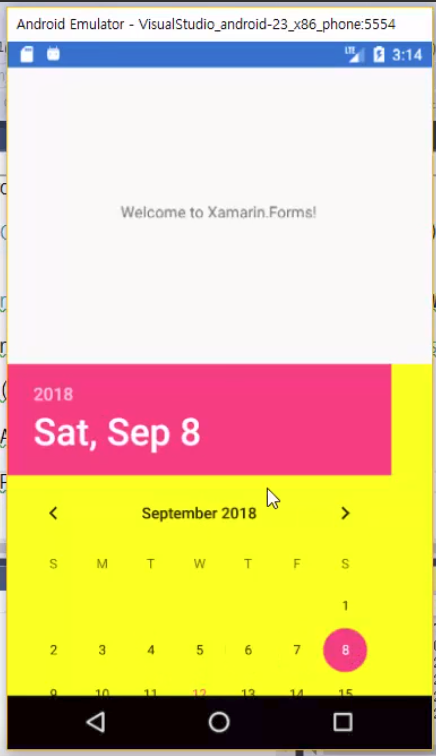 Android Emulator - VisualStudio_android-23_x86_phone:5554
LTE 3:14
Welcome to Xamarin.Forms!
2018
Sat, Sep 8
September 2018
S M T W T F S
1
2 3 4 5 6 7 8
9 10 11 12 13 14 15